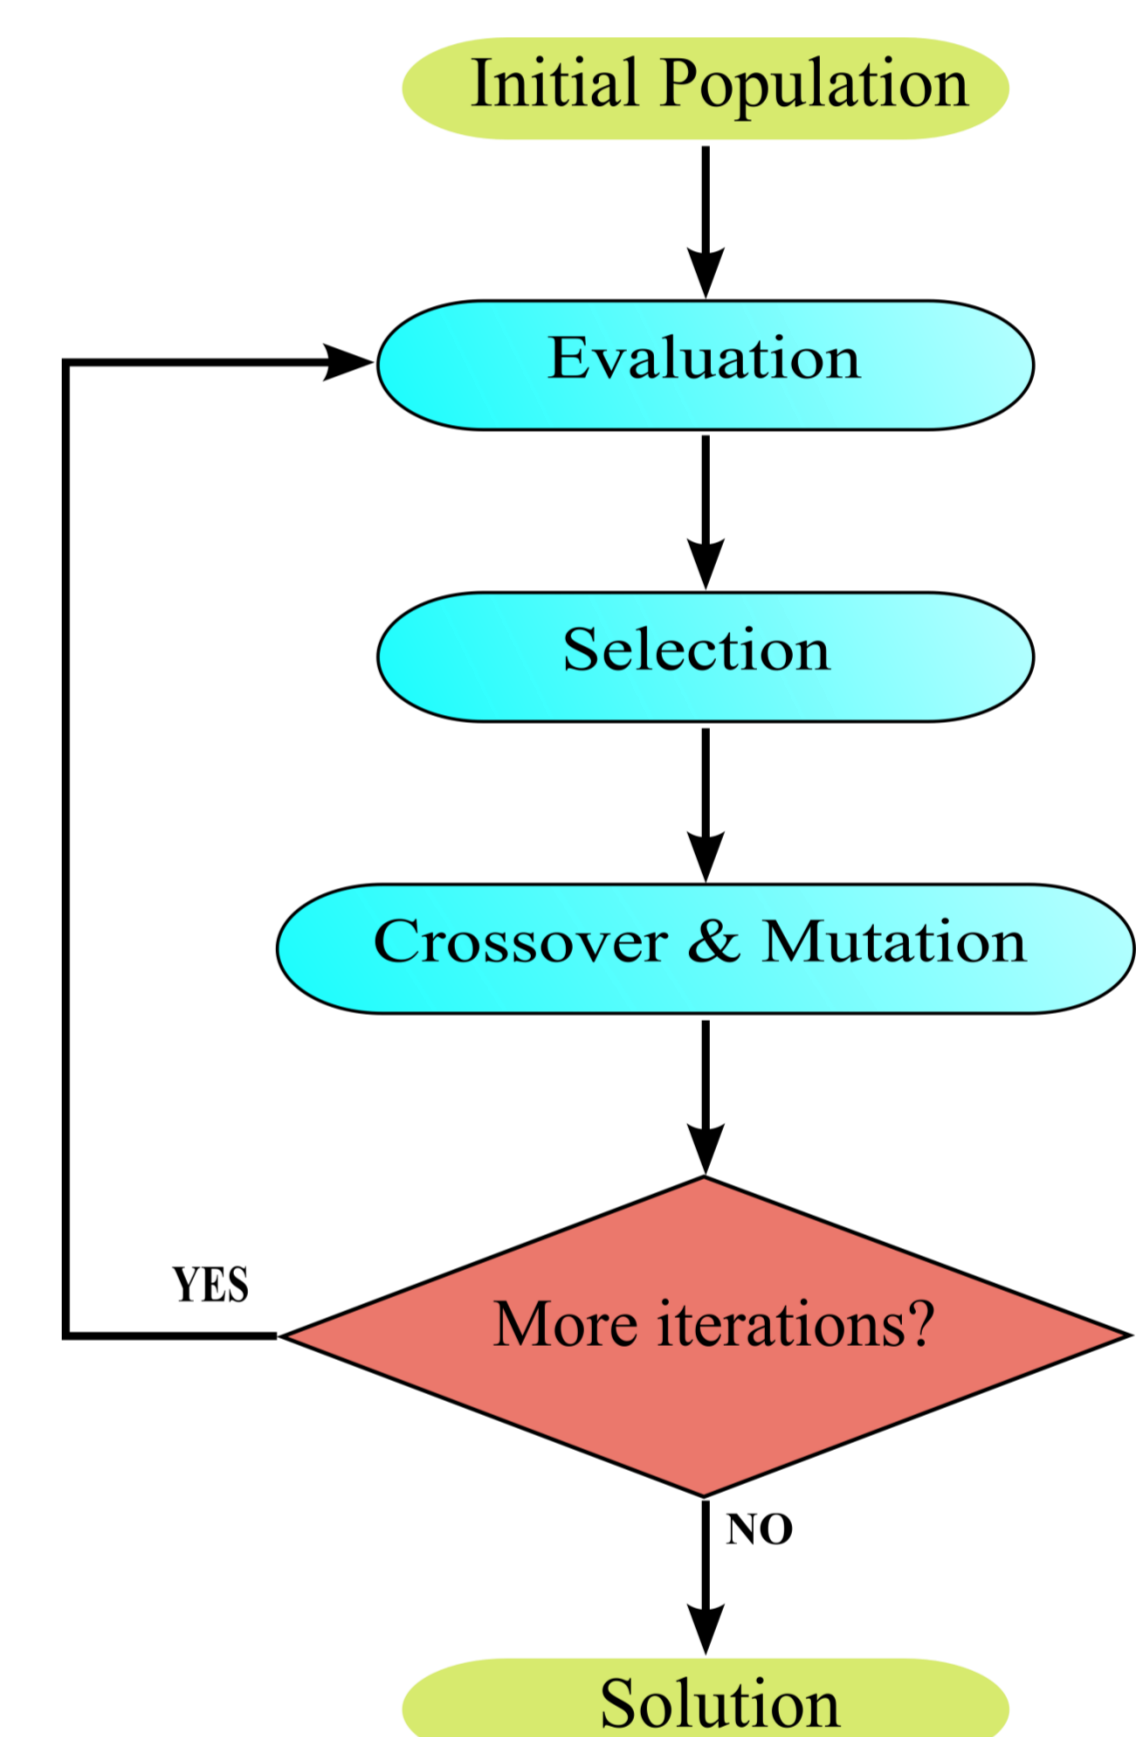 Initial Population
Evaluation
Selection
Crossover & Mutation
More iterations?
YES
NO
Solution